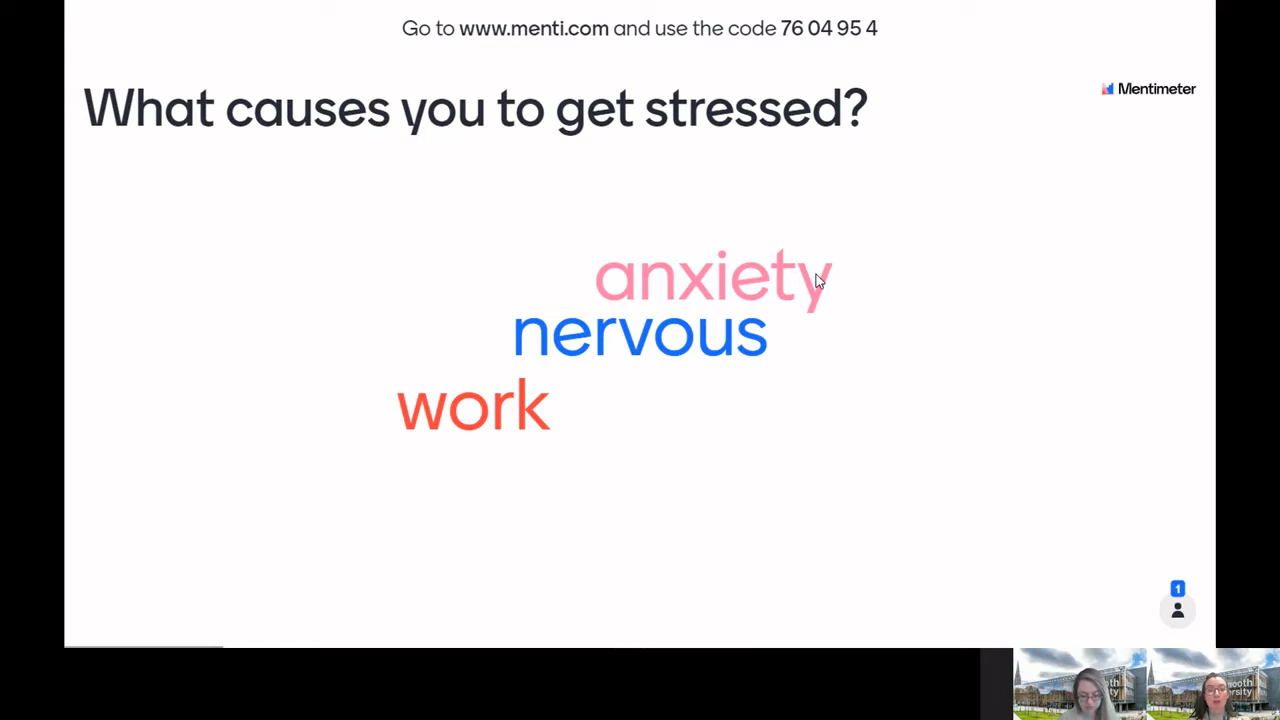 Go to www.menti.com and use the code 76 04 95 4
Mentimeter
What causes you to get stressed?
anxiety
nervous
work
1